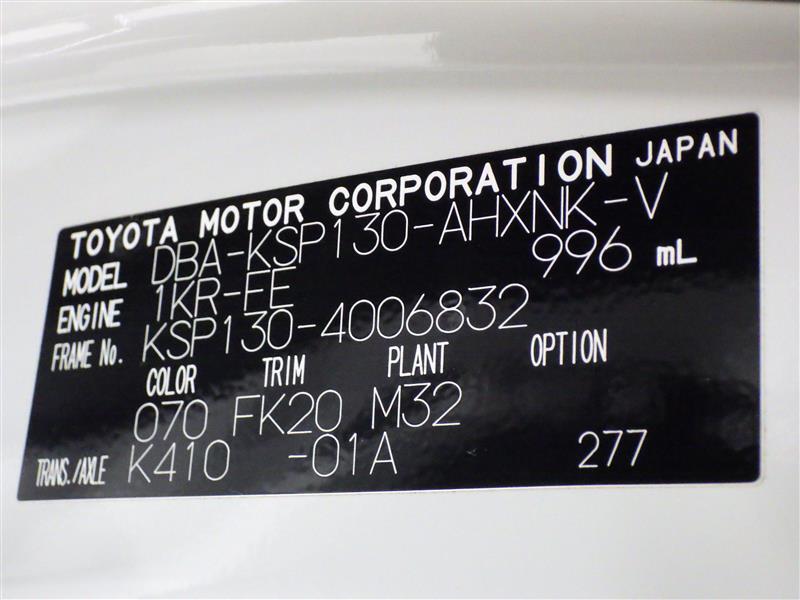 TOYOTA MOTOR CORPORATION JAPAN
MODEL DBA-KSP130-AHXNK-V
ENGINE 1KR-FE 996 mL
FRAME No. KSP130-4006832
COLOR TRIM PLANT OPTION
070 FK20 M32
TRANS./AXLE K410 -01A 277